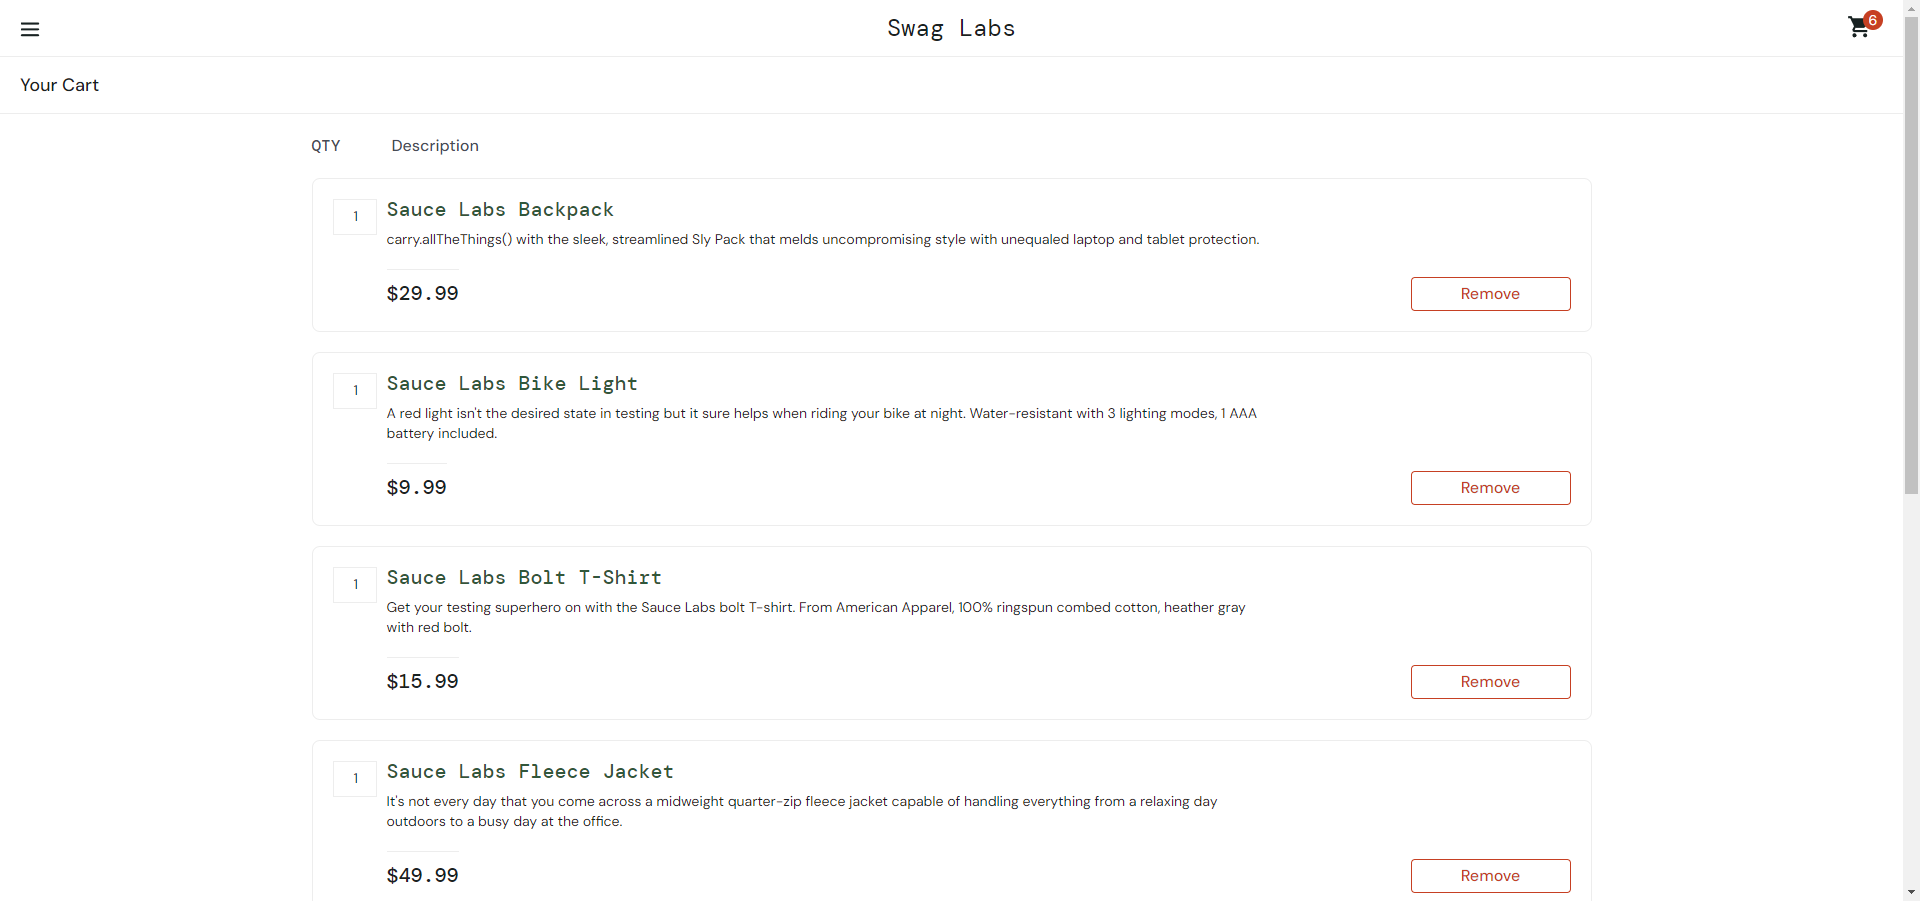 Swag Labs
6
Your Cart
QTY Description
1
Sauce Labs Backpack
carry.allTheThings() with the sleek, streamlined Sly Pack that melds uncompromising style with unequaled laptop and tablet protection.
$29.99
Remove
1
Sauce Labs Bike Light
A red light isn't the desired state in testing but it sure helps when riding your bike at night. Water-resistant with 3 lighting modes, 1 AAA
battery included.
$9.99
Remove
1
Sauce Labs Bolt T-Shirt
Get your testing superhero on with the Sauce Labs bolt T-shirt. From American Apparel, 100% ringspun combed cotton, heather gray
with red bolt.
$15.99
Remove
1
Sauce Labs Fleece Jacket
It's not every day that you come across a midweight quarter-zip fleece jacket capable of handling everything from a relaxing day
outdoors to a busy day at the office.
$49.99
Remove